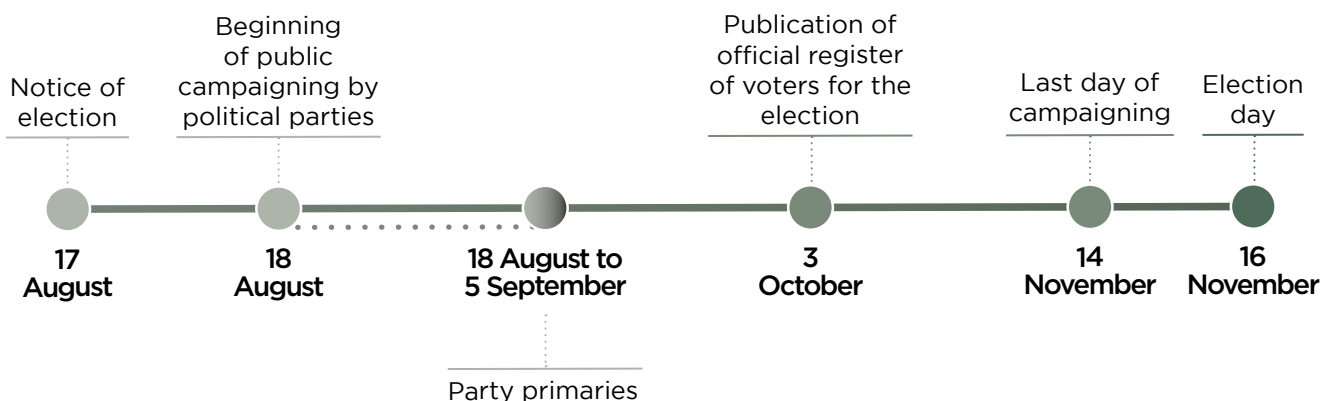 Notice of
election
17
August
Beginning
of public
campaigning by
political parties
18
August
18 August to
5 September
Party primaries
Publication of
official register
of voters for the
election
3
October
Last day of
campaigning
14
November
Election
day
16
November